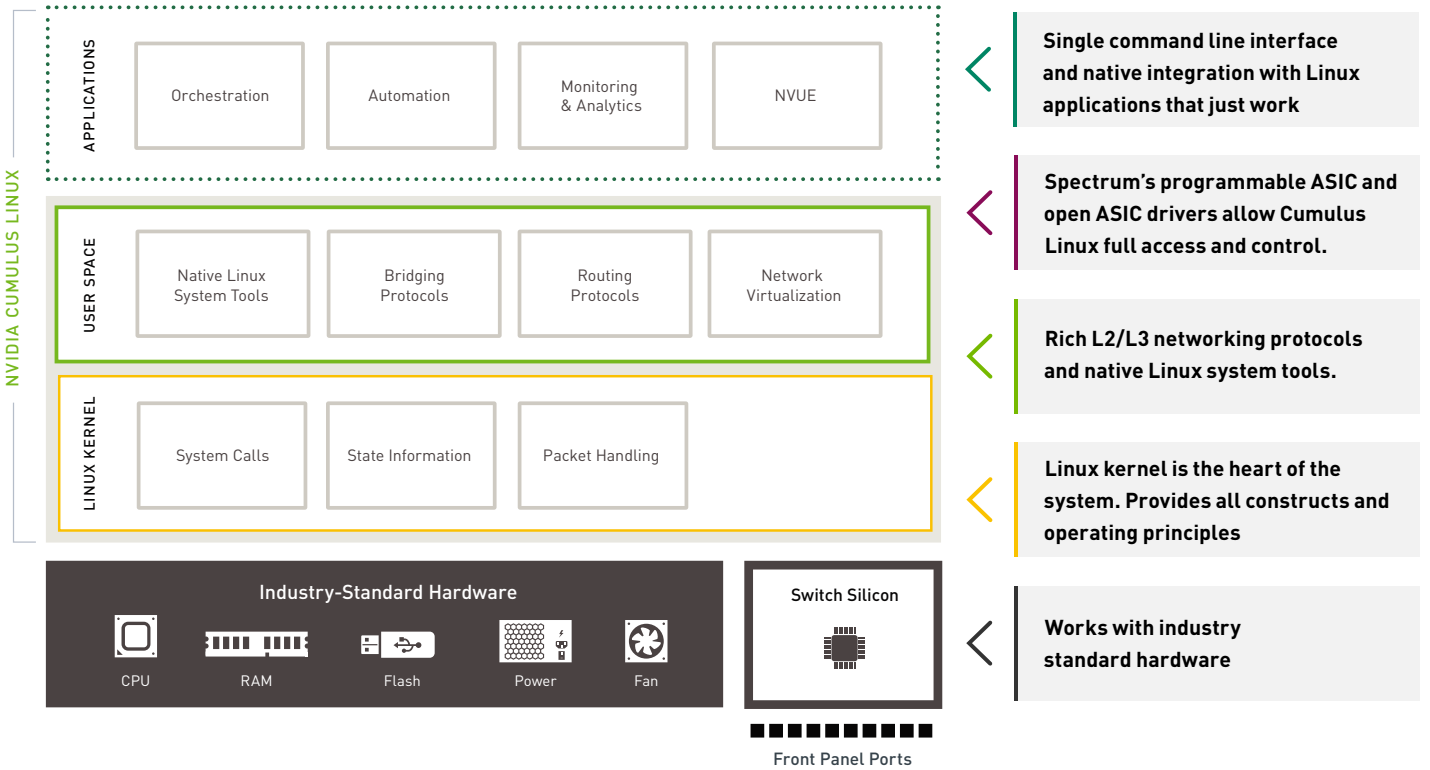 NVIDIA CUMULUS LINUX
APPLICATIONS
Orchestration
Automation
Monitoring
& Analytics
NVUE
USER SPACE
Native Linux
System Tools
Bridging
Protocols
Routing
Protocols
Network
Virtualization
LINUX KERNEL
System Calls
State Information
Packet Handling
Industry-Standard Hardware
CPU
RAM
Flash
Power
Fan
Switch Silicon
Front Panel Ports
Single command line interface
and native integration with Linux
applications that just work
Spectrum’s programmable ASIC and
open ASIC drivers allow Cumulus
Linux full access and control.
Rich L2/L3 networking protocols
and native Linux system tools.
Linux kernel is the heart of the
system. Provides all constructs and
operating principles
Works with industry
standard hardware